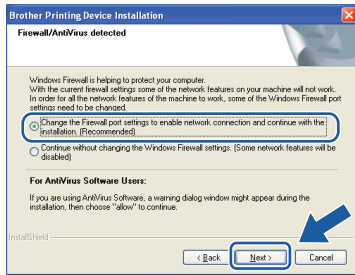 Brother Printing Device Installation
Firewall/AntiVirus detected
Windows Firewall is helping to protect your computer.
With the current firewall settings some of the network features on your machine will not work.
In order for all the network features of the machine to work, some of the Windows Firewall port
settings need to be changed.
Change the Firewall port settings to enable network connection and continue with the
installation. (Recommended)
Continue without changing the Windows Firewall settings. (Some network features will be
disabled)
For AntiVirus Software Users:
If you are using AntiVirus Software, a warning dialog window might appear during the
installation, then choose "allow" to continue.
InstallShield
< Back
Next >
Cancel